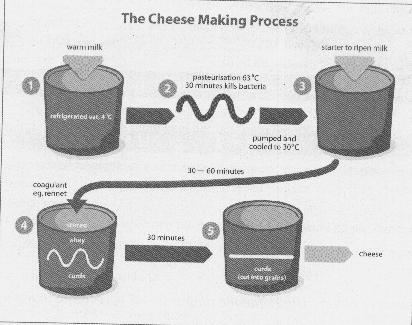 The Cheese Making Process
warm milk
1
refrigerated vat, 4°C
2
pasteurisation 63°C
30 minutes kills bacteria
pumped and
cooled to 30°C
starter to ripen milk
3
30 — 60 minutes
coagulant
eg, rennet
4
whey
curds
30 minutes
5
curds
(cut into grains)
cheese